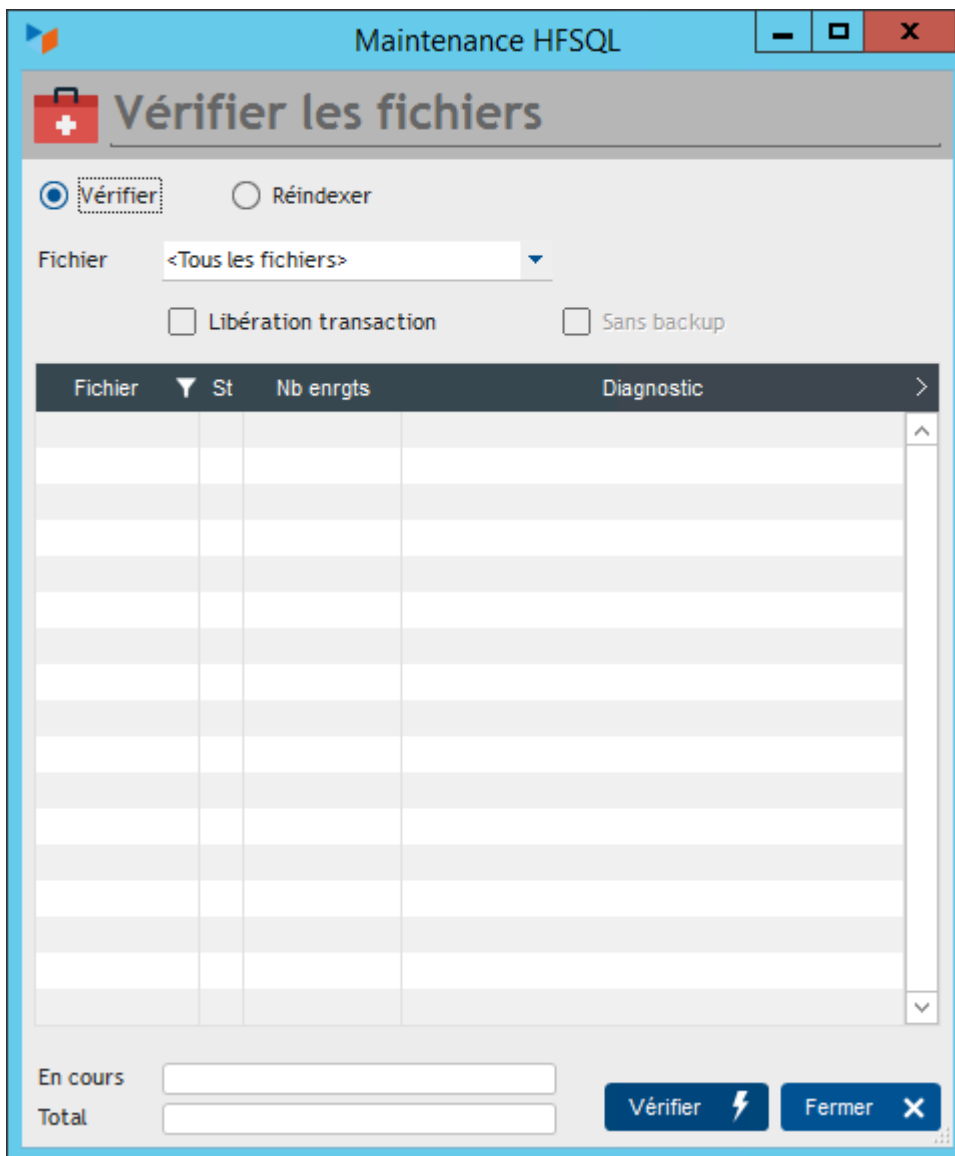 Maintenance HFSQL
Vérifier les fichiers
Vérifier Réindexer
Fichier <Tous les fichiers>
Libération transaction Sans backup
Fichier St Nb enrgts Diagnostic
En cours
Total
Vérifier Fermer